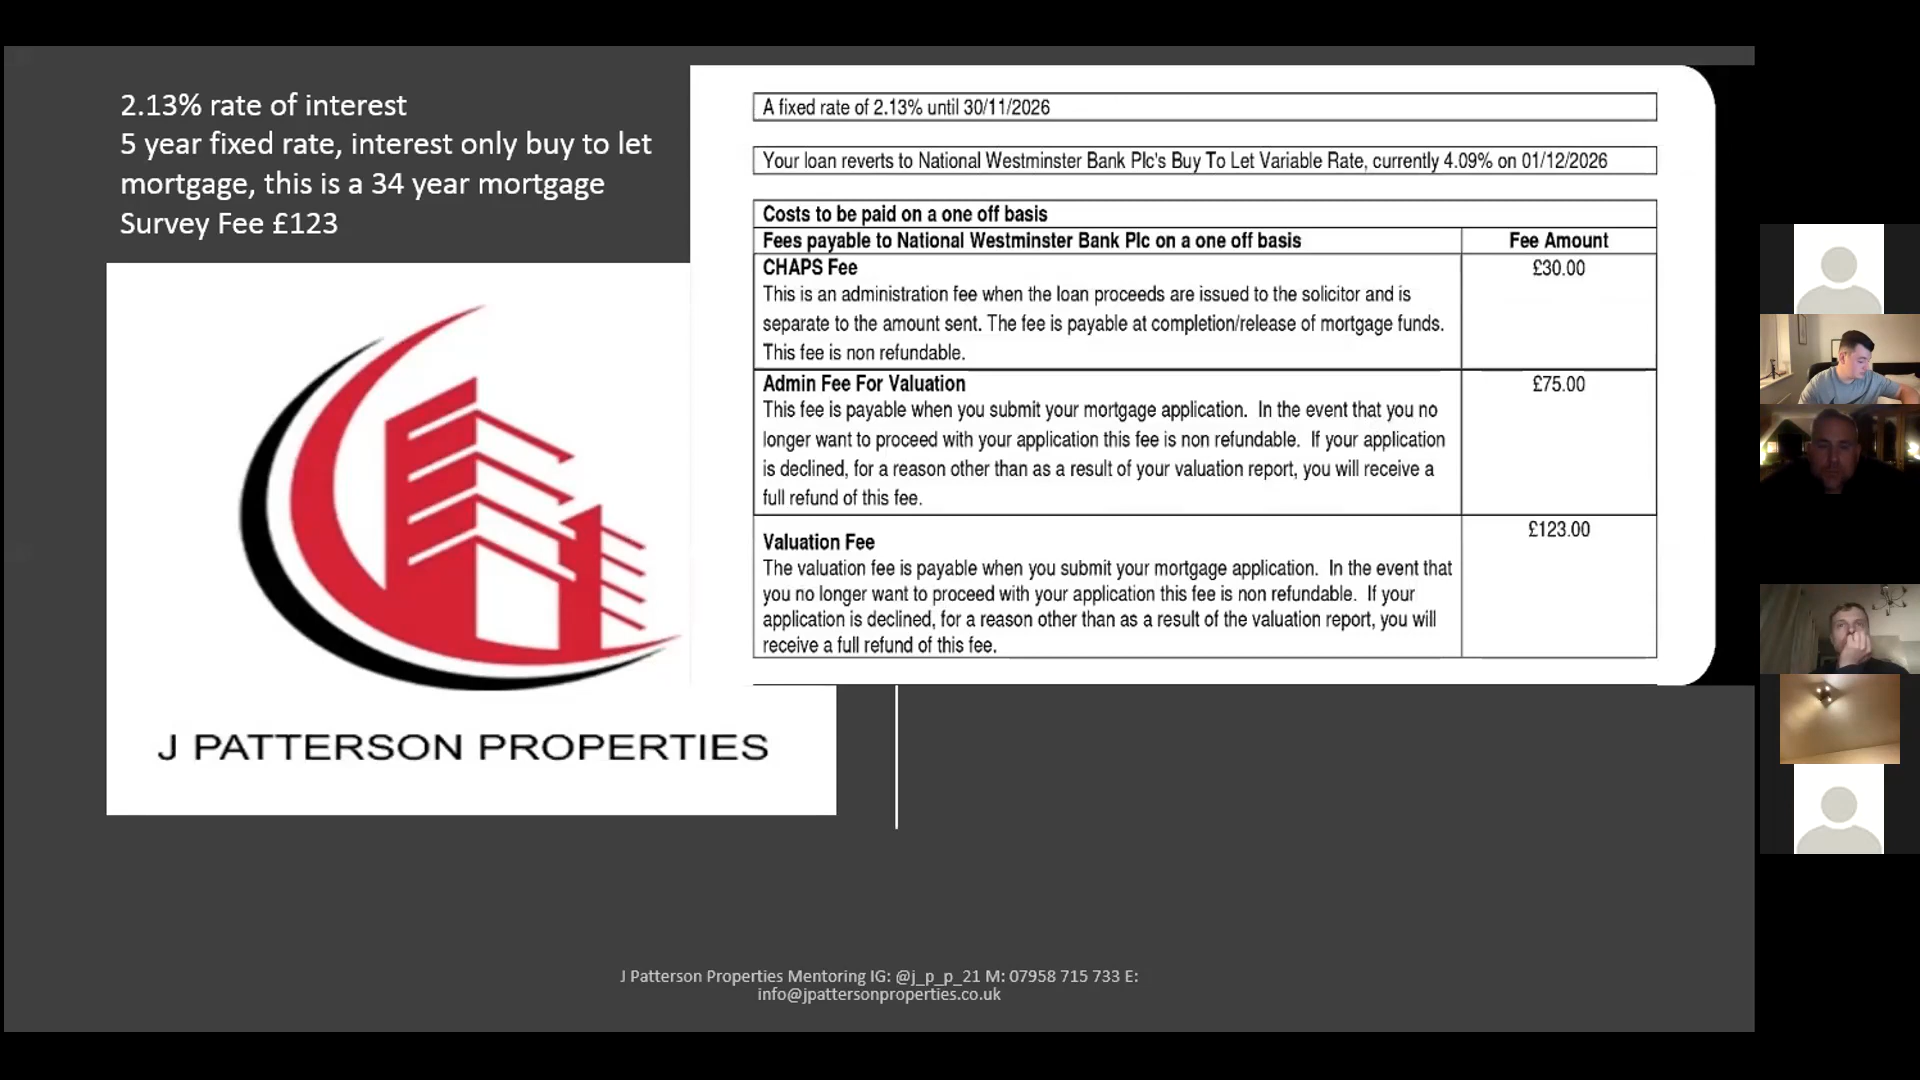 2.13% rate of interest
5 year fixed rate, interest only buy to let
mortgage, this is a 34 year mortgage
Survey Fee £123
J PATTERSON PROPERTIES
A fixed rate of 2.13% until 30/11/2026
Your loan reverts to National Westminster Bank Plc's Buy To Let Variable Rate, currently 4.09% on 01/12/2026
Costs to be paid on a one off basis
Fees payable to National Westminster Bank Plc on a one off basis Fee Amount
CHAPS Fee £30.00
This is an administration fee when the loan proceeds are issued to the solicitor and is
separate to the amount sent. The fee is payable at completion/release of mortgage funds.
This fee is non refundable.
Admin Fee For Valuation £75.00
This fee is payable when you submit your mortgage application. In the event that you no
longer want to proceed with your application this fee is non refundable. If your application
is declined, for a reason other than as a result of your valuation report, you will receive a
full refund of this fee.
Valuation Fee £123.00
The valuation fee is payable when you submit your mortgage application. In the event that
you no longer want to proceed with your application this fee is non refundable. If your
application is declined, for a reason other than as a result of the valuation report, you will
receive a full refund of this fee.
J Patterson Properties Mentoring IG: @j_p_p_21 M: 07958 715 733 E:
info@jpattersonproperties.co.uk